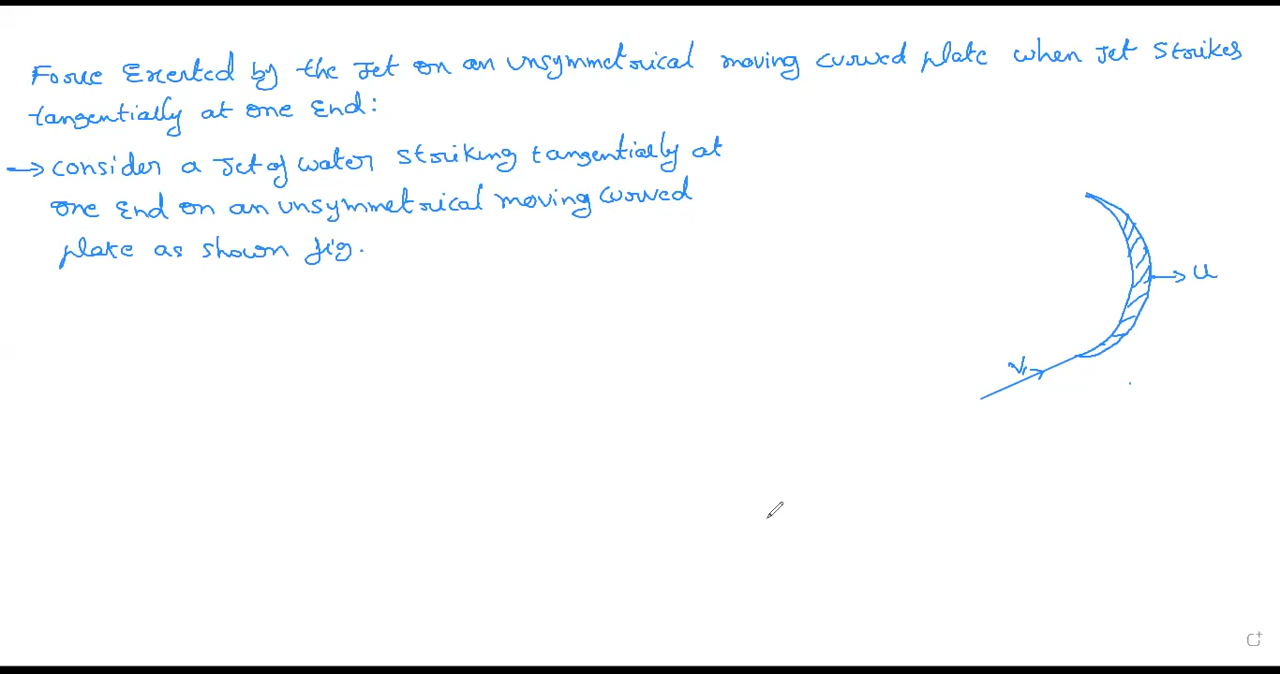 Force Exerted by the Jet on an unsymmetrical moving curved plate when Jet Strikes
tangentially at one End:
→ consider a Jet of water striking tangentially at
one End on an unsymmetrical moving curved
plate as shown fig.
u
V1